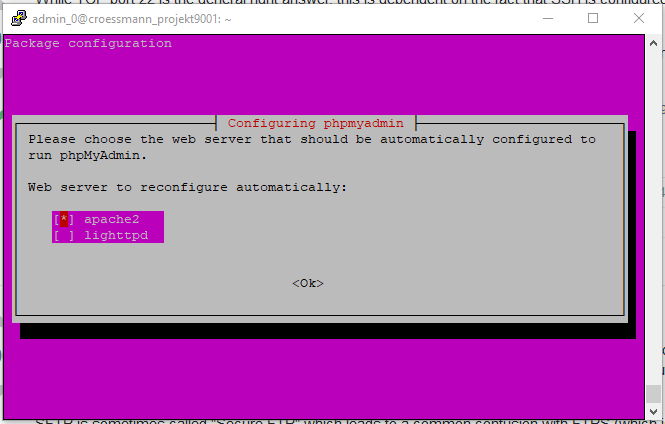 While TCP port 22 is the general right answer, this is dependent on the fact that SSH is configured
admin_0@croessmann_projekt9001: ~
Package configuration
Configuring phpmyadmin
Please choose the web server that should be automatically configured to
run phpMyAdmin.
Web server to reconfigure automatically:
[*] apache2
[ ] lighttpd
<Ok>
SFTP is sometimes called "Secure FTP" which leads to a common confusion with FTPS (which i